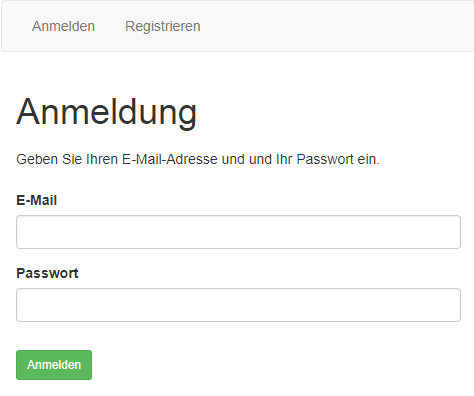 Anmelden Registrieren
Anmeldung
Geben Sie Ihren E-Mail-Adresse und und Ihr Passwort ein.
E-Mail
Passwort
Anmelden